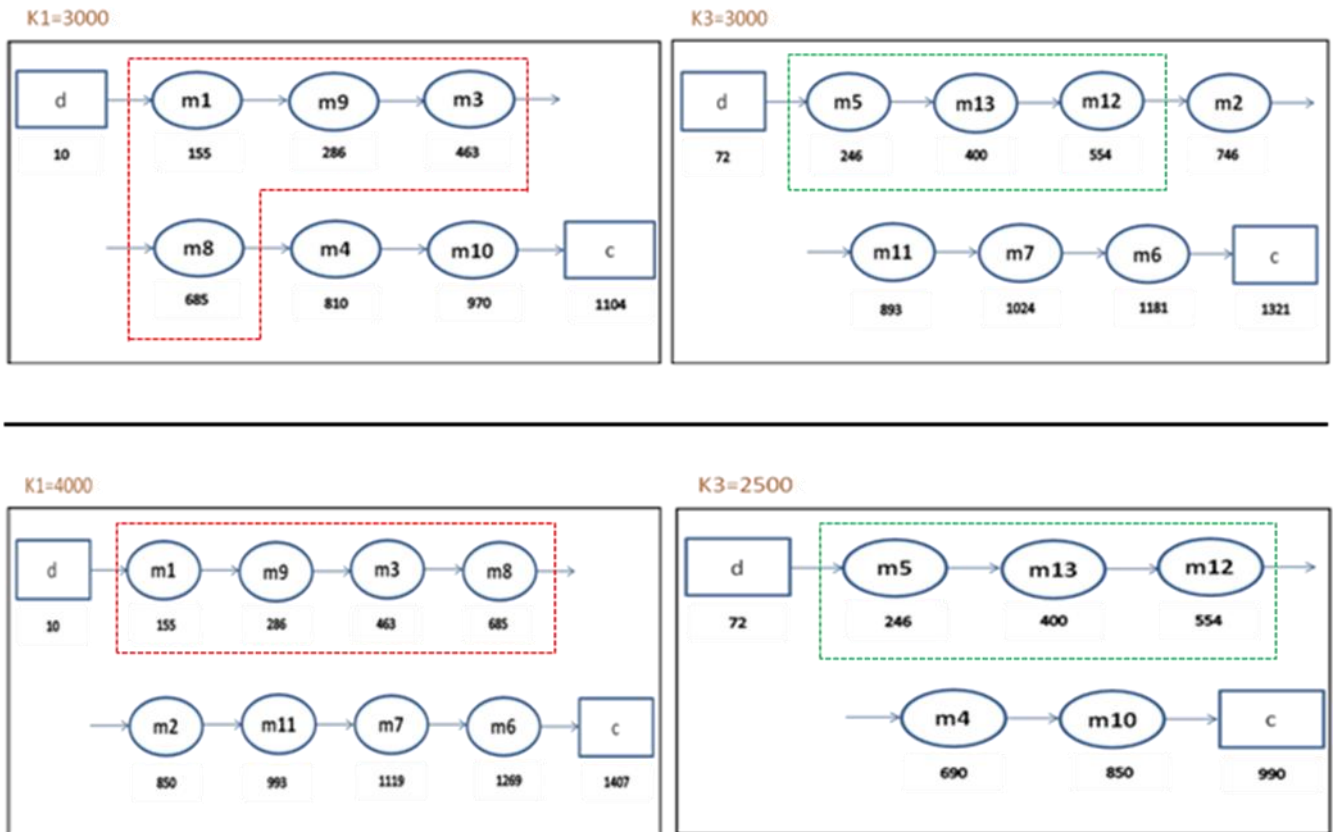 K1=3000
d m1 m9 m3
10 155 286 463
m8 m4 m10 c
685 810 970 1104
K3=3000
d m5 m13 m12 m2
72 246 400 554 746
m11 m7 m6 c
893 1024 1181 1321
K1=4000
d m1 m9 m3 m8
10 155 286 463 685
m2 m11 m7 m6 c
850 993 1119 1269 1407
K3=2500
d m5 m13 m12
72 246 400 554
m4 m10 c
690 850 990